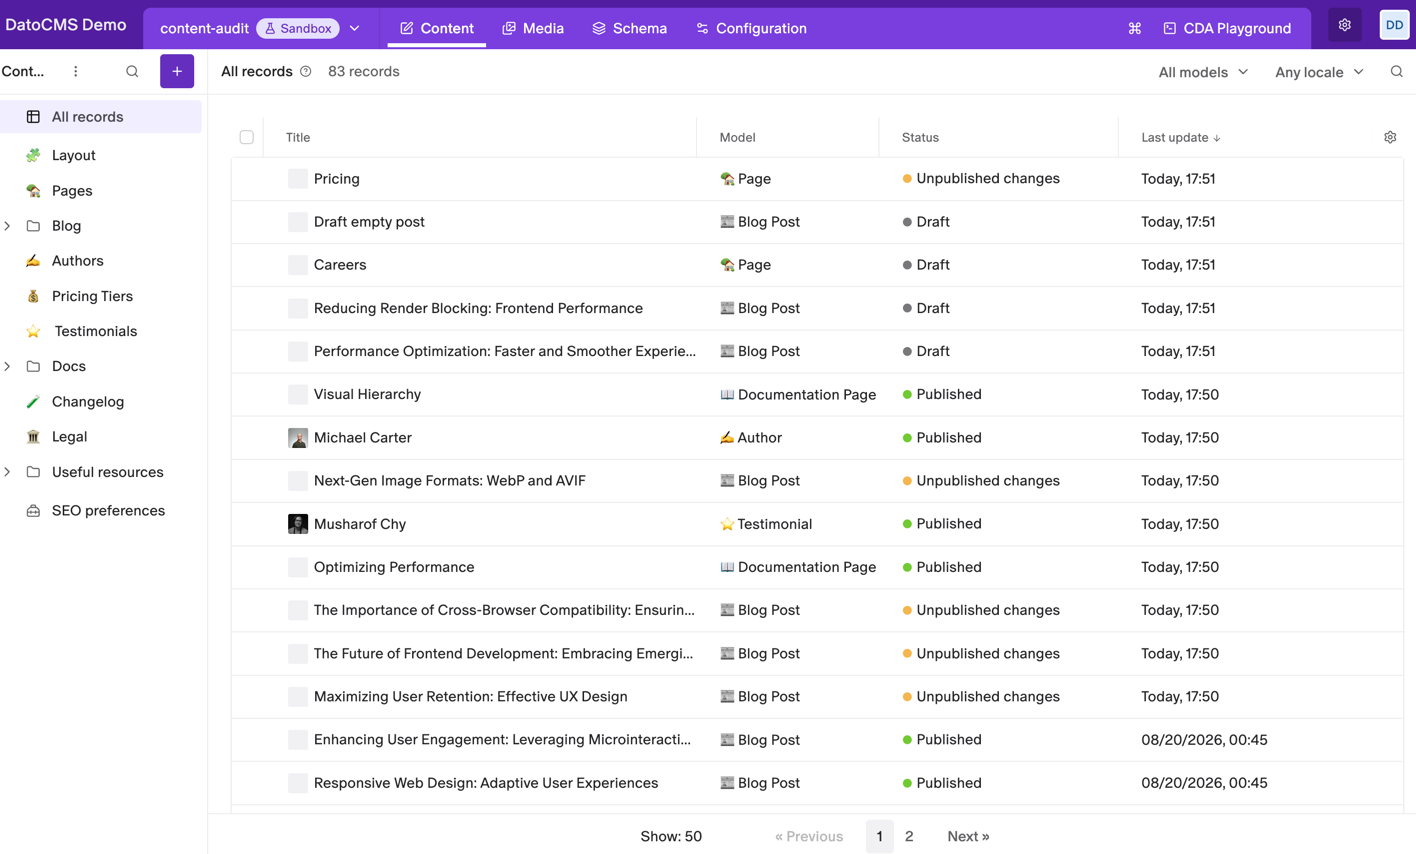 DatoCMS Demo
content-audit Sandbox
Content
Media
Schema
Configuration
CDA Playground
DD
Cont...
All records 83 records
All models
Any locale
All records
Layout
Pages
Blog
Authors
Pricing Tiers
Testimonials
Docs
Changelog
Legal
Useful resources
SEO preferences
Title Model Status Last update ↓
Pricing Page Unpublished changes Today, 17:51
Draft empty post Blog Post Draft Today, 17:51
Careers Page Draft Today, 17:51
Reducing Render Blocking: Frontend Performance Blog Post Draft Today, 17:51
Performance Optimization: Faster and Smoother Experie... Blog Post Draft Today, 17:51
Visual Hierarchy Documentation Page Published Today, 17:50
Michael Carter Author Published Today, 17:50
Next-Gen Image Formats: WebP and AVIF Blog Post Unpublished changes Today, 17:50
Musharof Chy Testimonial Published Today, 17:50
Optimizing Performance Documentation Page Published Today, 17:50
The Importance of Cross-Browser Compatibility: Ensurin... Blog Post Unpublished changes Today, 17:50
The Future of Frontend Development: Embracing Emergi... Blog Post Unpublished changes Today, 17:50
Maximizing User Retention: Effective UX Design Blog Post Unpublished changes Today, 17:50
Enhancing User Engagement: Leveraging Microinteracti... Blog Post Published 08/20/2026, 00:45
Responsive Web Design: Adaptive User Experiences Blog Post Published 08/20/2026, 00:45
Show: 50 « Previous 1 2 Next »